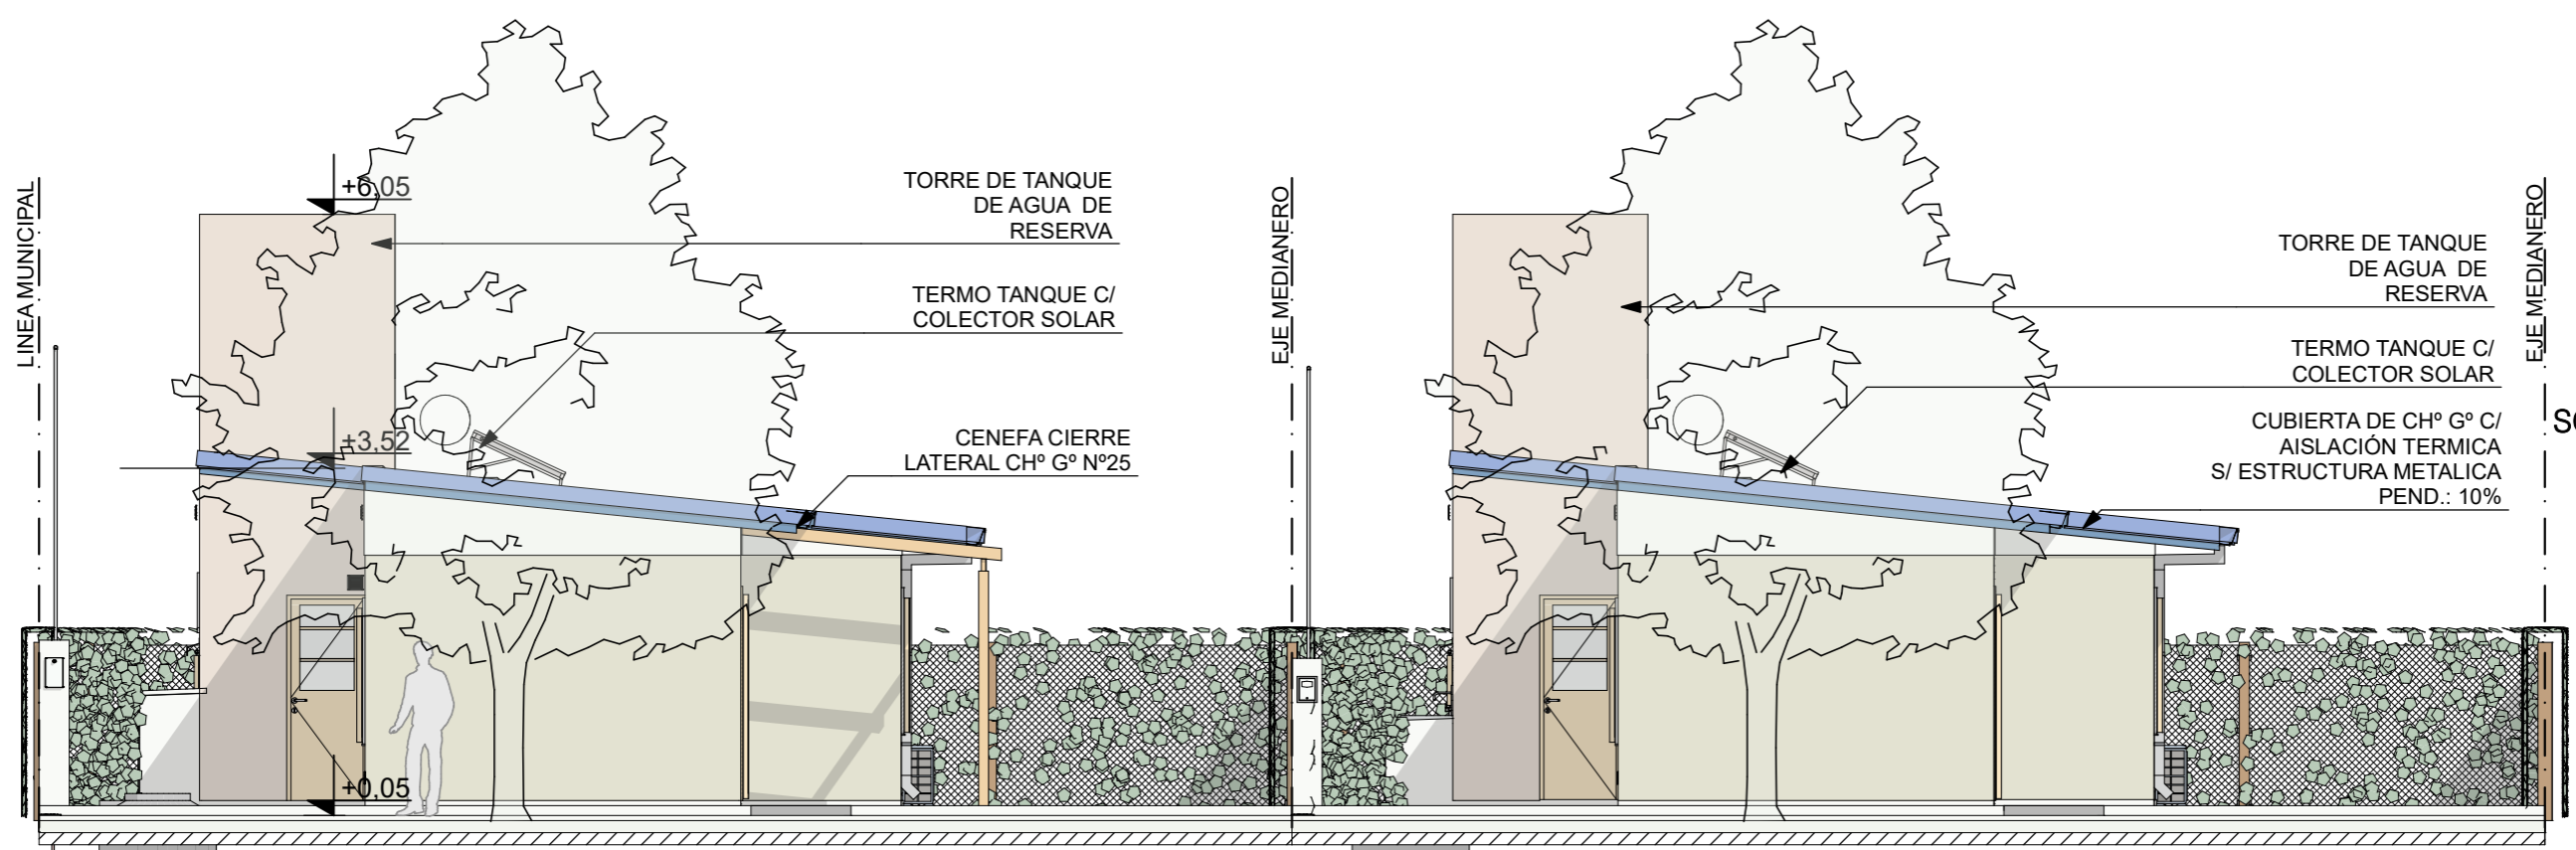 LINEA MUNICIPAL
+6,05
+3,52
+0,05
TORRE DE TANQUE
DE AGUA DE
RESERVA
TERMO TANQUE C/
COLECTOR SOLAR
CENEFA CIERRE
LATERAL CHº Gº Nº25
EJE MEDIANERO
TORRE DE TANQUE
DE AGUA DE
RESERVA
TERMO TANQUE C/
COLECTOR SOLAR
CUBIERTA DE CHº Gº C/
AISLACIÓN TERMICA
S/ ESTRUCTURA METALICA
PEND.: 10%
EJE MEDIANERO